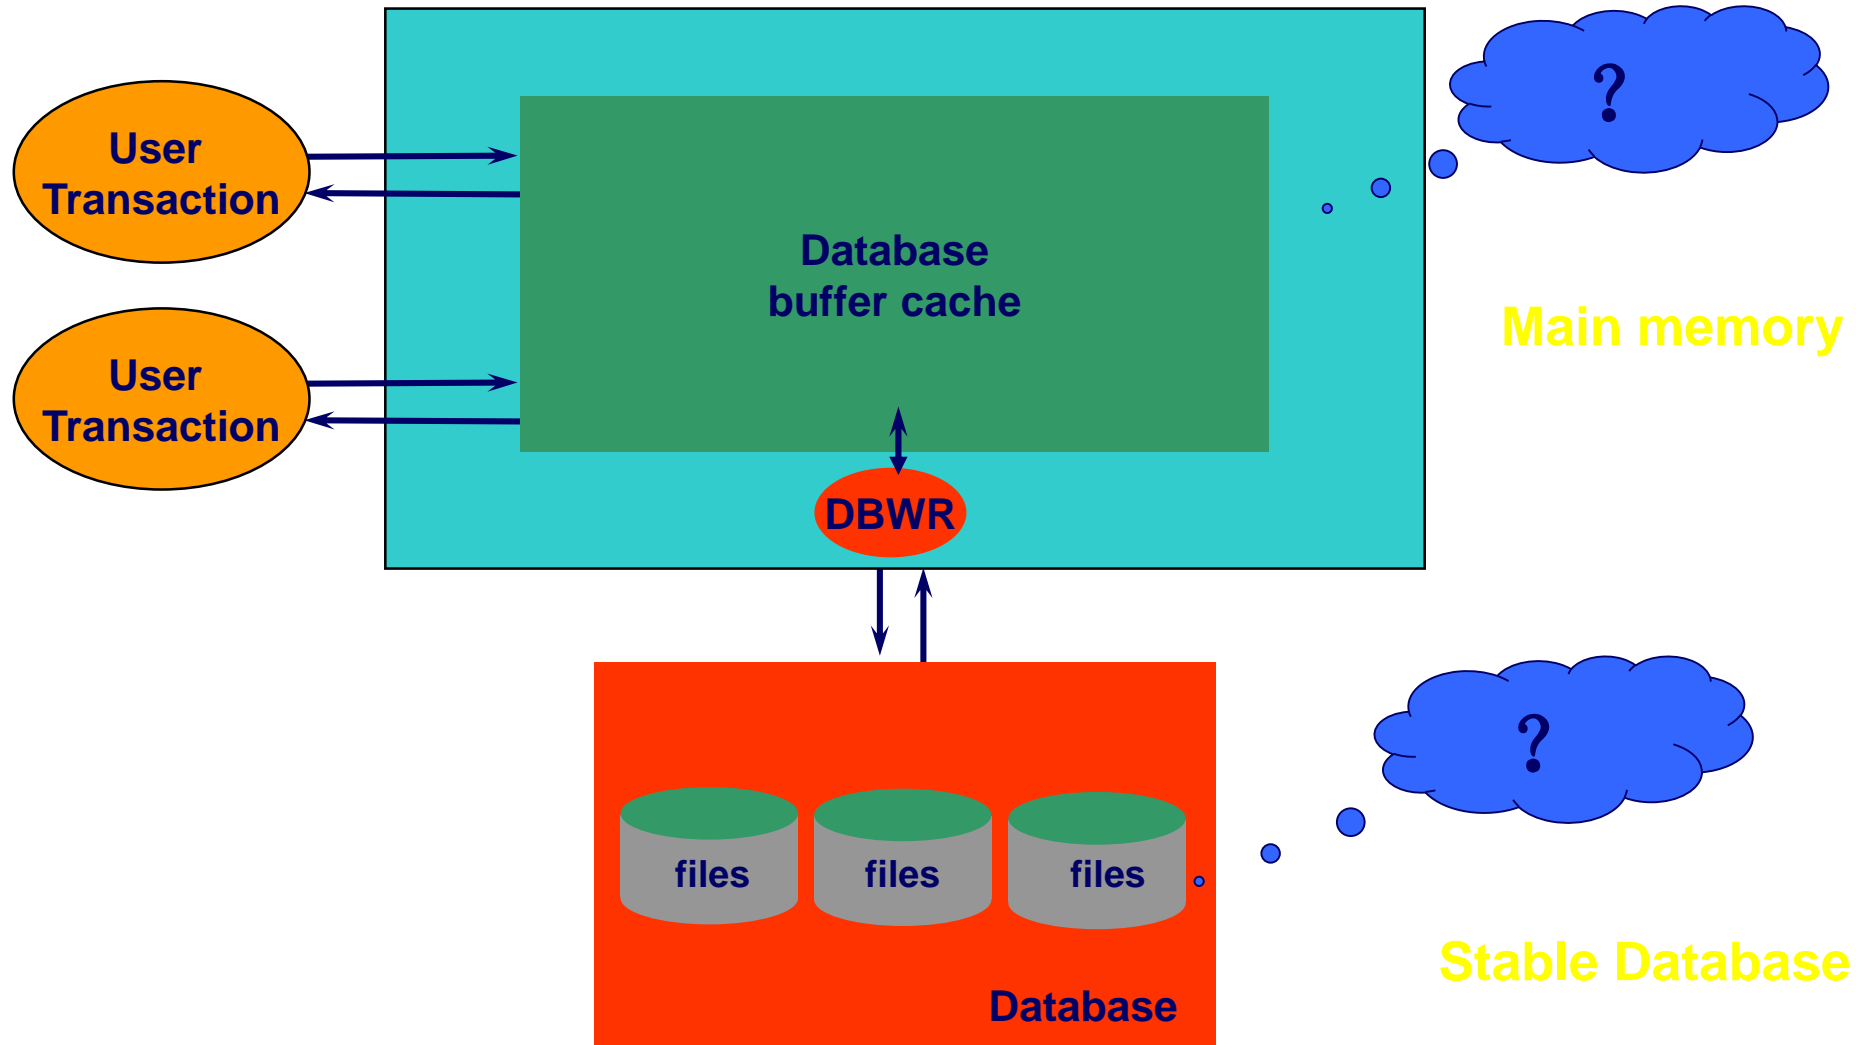 ?
User
Transaction
Database
buffer cache
Main memory
User
Transaction
DBWR
?
files
files
files
Stable Database
Database